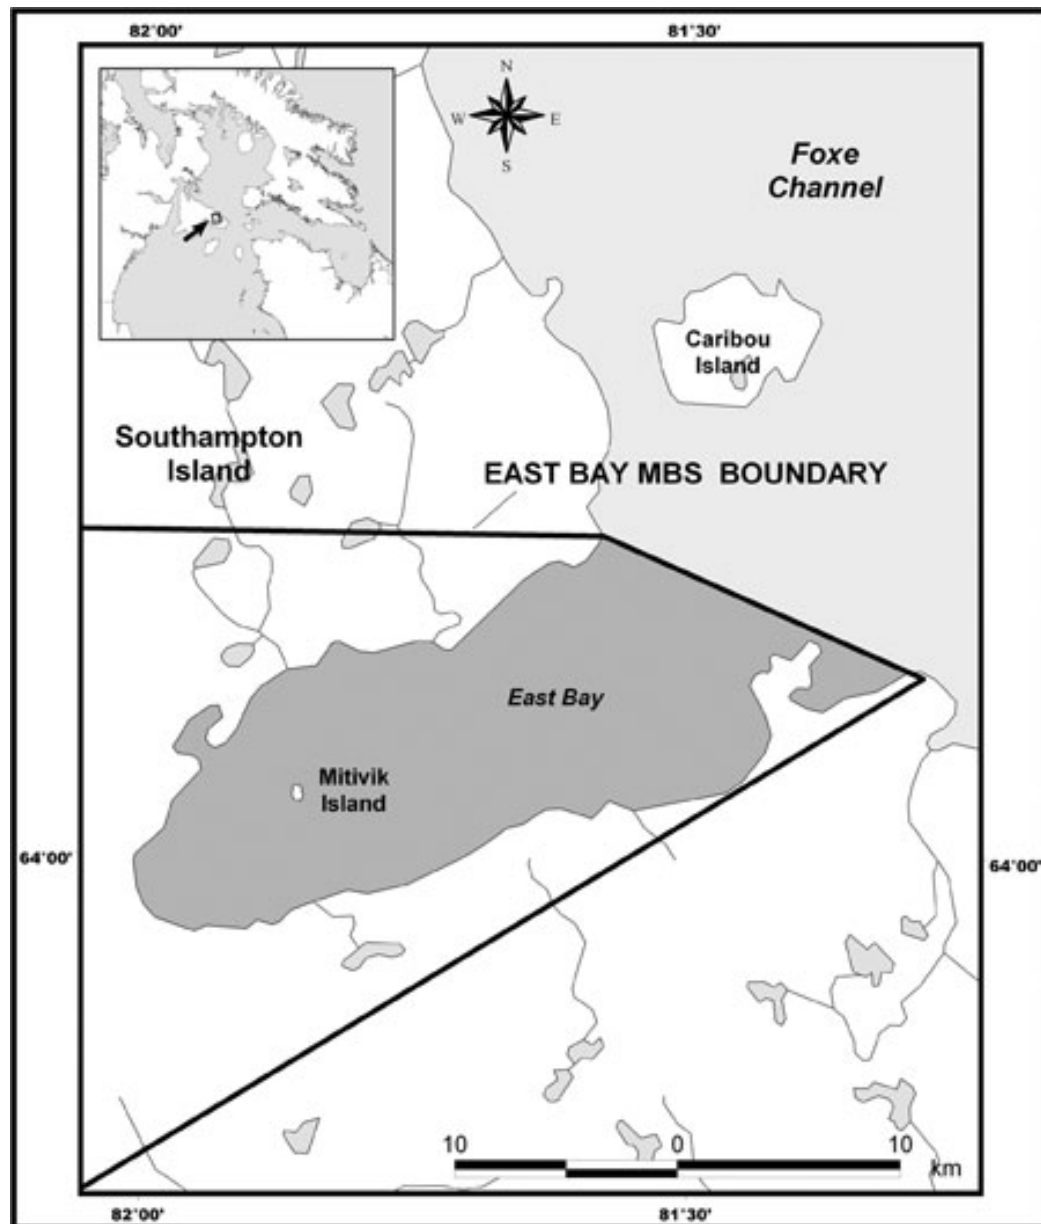 82°00'
81°30'
N
W
E
S
Foxe
Channel
Caribou
Island
Southampton
Island
EAST BAY MBS BOUNDARY
East Bay
Mitivik
Island
64°00'
64°00'
10
0
10
km
82°00'
81°30'